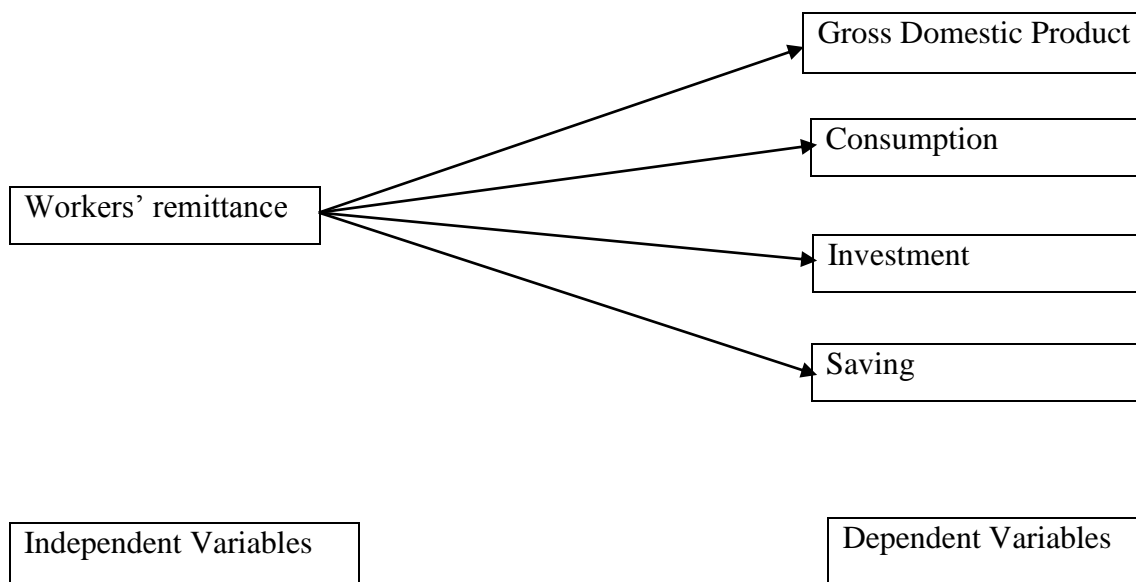 Gross Domestic Product
Consumption
Workers’ remittance
Investment
Saving
Independent Variables
Dependent Variables